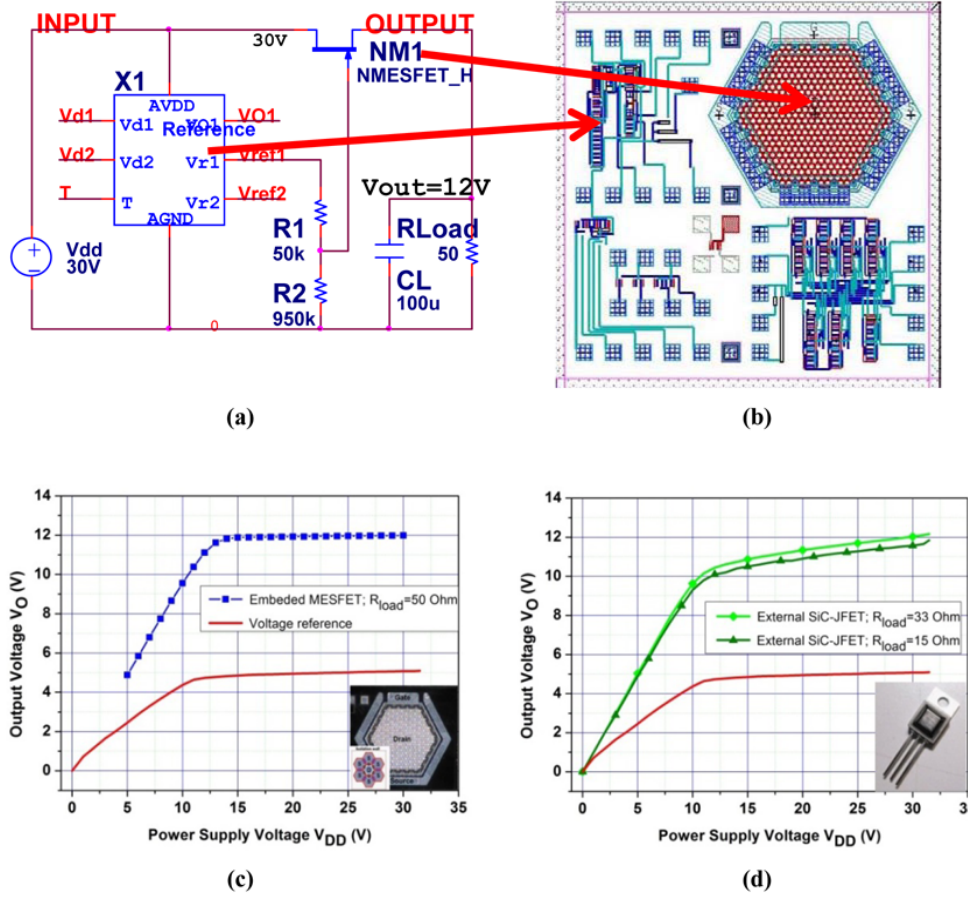 INPUT
OUTPUT
30V
NM1
NMESFET_H
X1
AVDD
Vd1
Vd1
VO1
VO1
Reference
Vd2
Vd2
Vr1
Vref1
T
T
Vr2
Vref2
AGND
Vout=12V
R1
50k
RLoad
50
Vdd
30V
R2
950k
CL
100u
0
(a)
(b)
14
12
10
8
6
4
2
0
Output Voltage VO (V)
Embeded MESFET; Rload=50 Ohm
Voltage reference
Gate
Drain
Source
0 5 10 15 20 25 30 35
Power Supply Voltage VDD (V)
(c)
14
12
10
8
6
4
2
0
Output Voltage VO (V)
External SiC-JFET; Rload=33 Ohm
External SiC-JFET; Rload=15 Ohm
0 5 10 15 20 25 30
Power Supply Voltage VDD (V)
(d)